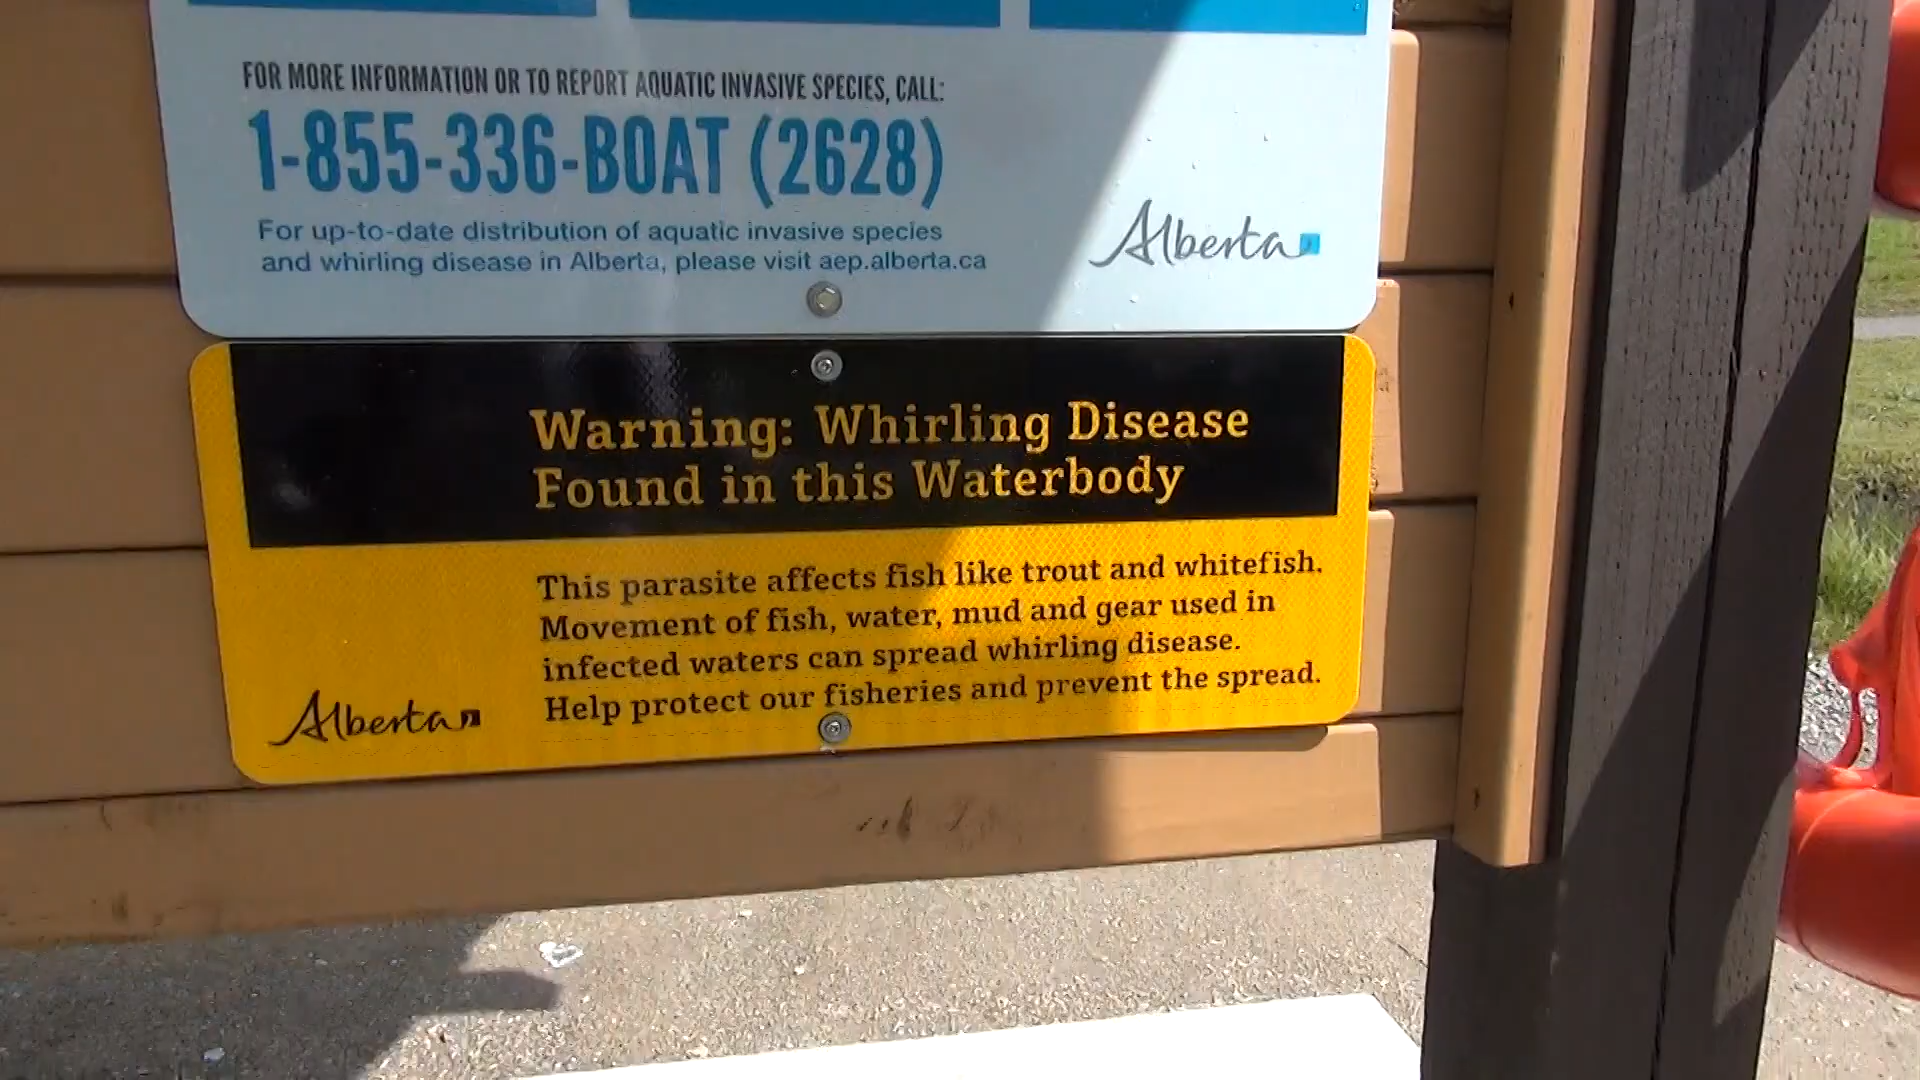 FOR MORE INFORMATION OR TO REPORT AQUATIC INVASIVE SPECIES, CALL:
1-855-336-BOAT (2628)
For up-to-date distribution of aquatic invasive species
and whirling disease in Alberta, please visit aep.alberta.ca
Alberta
Warning: Whirling Disease
Found in this Waterbody
This parasite affects fish like trout and whitefish.
Movement of fish, water, mud and gear used in
infected waters can spread whirling disease.
Help protect our fisheries and prevent the spread.
Alberta